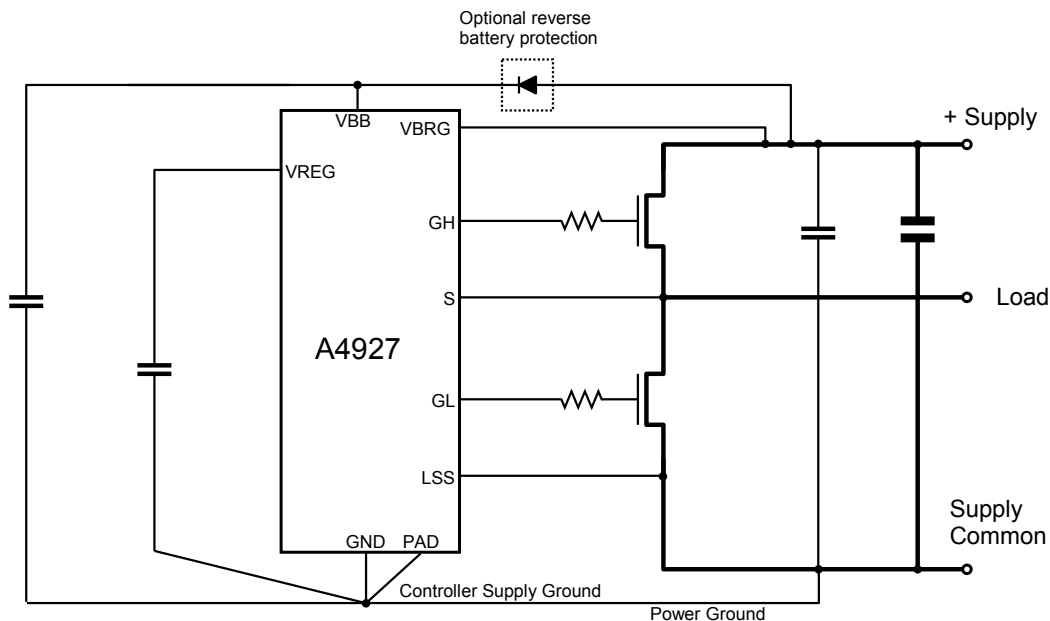 Optional reverse
battery protection
VBB
VBRG
+ Supply
VREG
GH
S
Load
A4927
GL
LSS
Supply
Common
GND
PAD
Controller Supply Ground
Power Ground